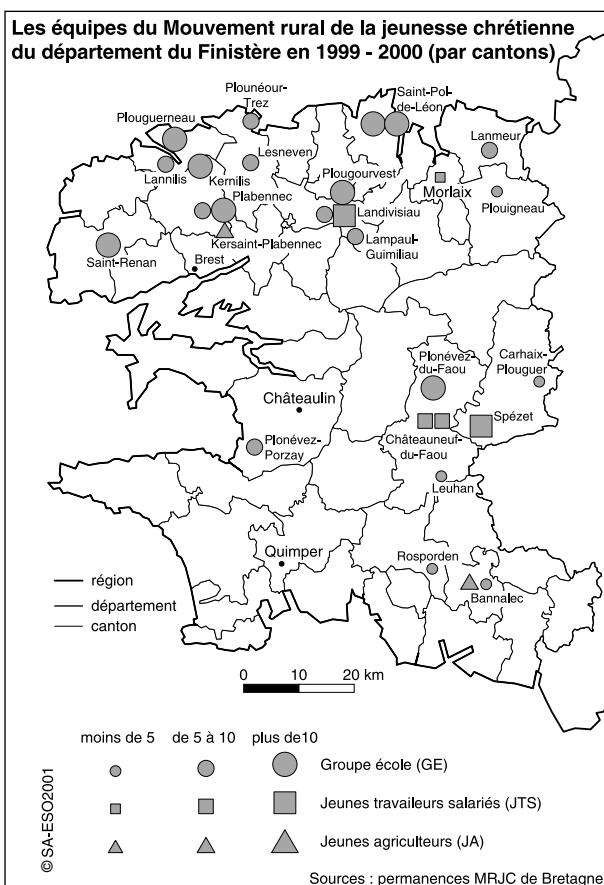 Les équipes du Mouvement rural de la jeunesse chrétienne
du département du Finistère en 1999 - 2000 (par cantons)
Plounéour-
Trez
Saint-Pol
de-Léon
Plouguerneau
Lanmeur
Lesneven
Lannilis
Kernilis
Plougourvest
Morlaix
Plabennec
Plouigneau
Landivisiau
Kersaint-Plabennec
Lampaul-
Guimiliau
Saint-Renan
Brest
Plonévez-
du-Faou
Carhaix-
Plouguer
Châteaulin
Spézet
Châteauneuf-
du-Faou
Plonévez-
Porzay
Leuhan
Quimper
Rosporden
Bannalec
région
département
canton
0 10 20 km
moins de 5 de 5 à 10 plus de10
Groupe école (GE)
Jeunes travaileurs salariés (JTS)
Jeunes agriculteurs (JA)
© SA-ESO2001
Sources : permanences MRJC de Bretagne